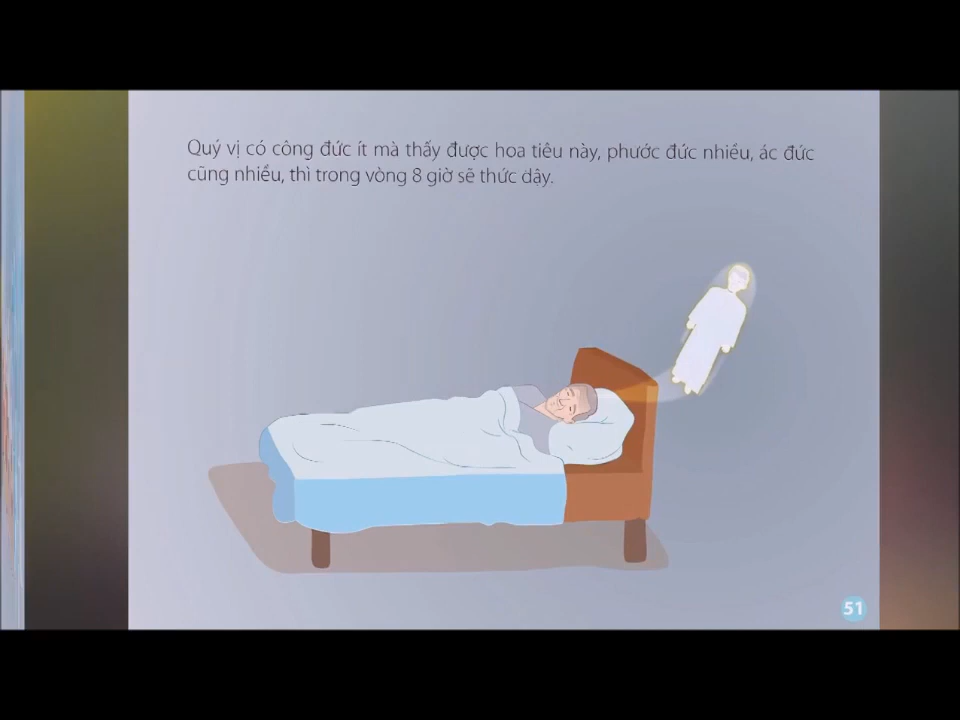 Quý vị có công đức ít mà thấy được hoa tiêu này, phước đức nhiều, ác đức
cũng nhiều, thì trong vòng 8 giờ sẽ thức dậy.
51